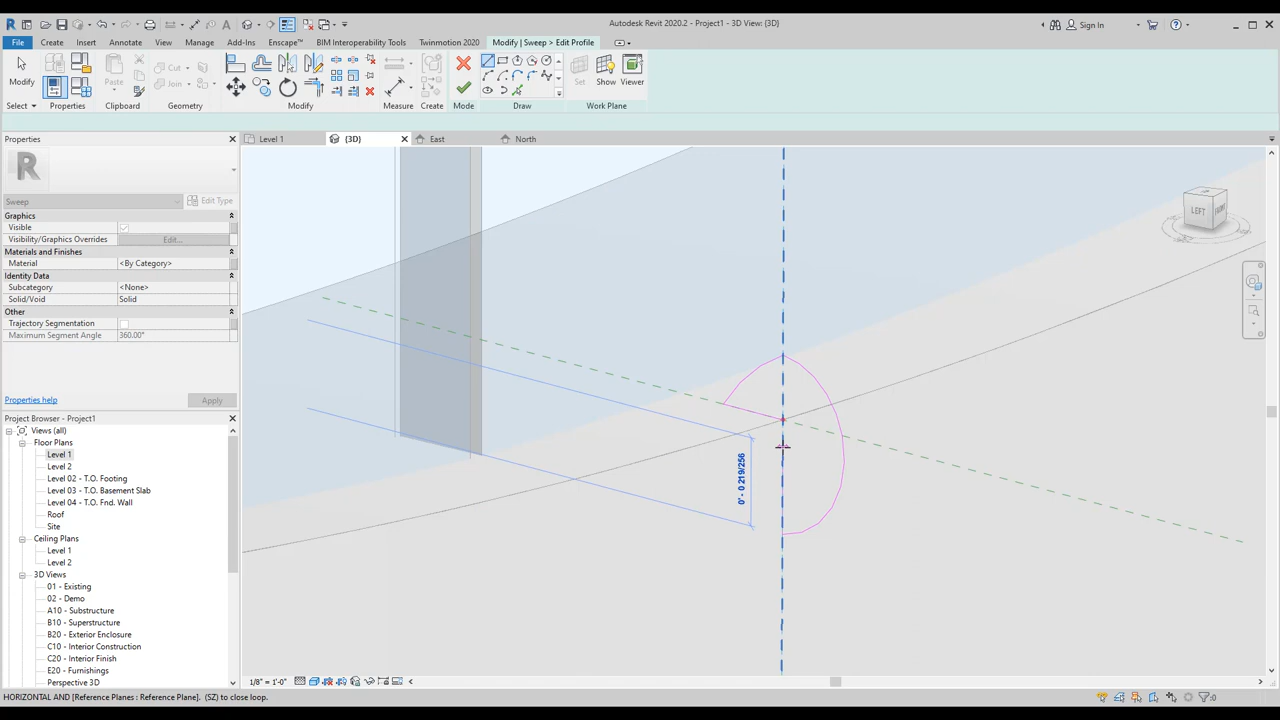 Autodesk Revit 2020.2 - Project1 - 3D View: {3D}
Sign In
File
Create
Insert
Annotate
View
Manage
Add-Ins
Enscape™
BIM Interoperability Tools
Twinmotion 2020
Modify | Sweep > Edit Profile
Modify
Paste
Cut
Join
Set
Show
Viewer
Select
Properties
Clipboard
Geometry
Modify
Measure
Create
Mode
Draw
Work Plane
Properties
Level 1
{3D}
East
North
Sweep
Edit Type
Graphics
Visible
Visibility/Graphics Overrides
Edit...
Materials and Finishes
Material
<By Category>
Identity Data
Subcategory
<None>
Solid/Void
Solid
Other
Trajectory Segmentation
Maximum Segment Angle
360.00°
Properties help
Apply
Project Browser - Project1
Views (all)
Floor Plans
Level 1
Level 2
Level 02 - T.O. Footing
Level 03 - T.O. Basement Slab
Level 04 - T.O. Fnd. Wall
Roof
Site
Ceiling Plans
Level 1
Level 2
3D Views
01 - Existing
02 - Demo
A10 - Substructure
B10 - Superstructure
B20 - Exterior Enclosure
C10 - Interior Construction
C20 - Interior Finish
E20 - Furnishings
Perspective 3D
LEFT
FRONT
0" - 0 219/256
1/8" = 1'-0"
HORIZONTAL AND [Reference Planes : Reference Plane]. (SZ) to close loop.
:0